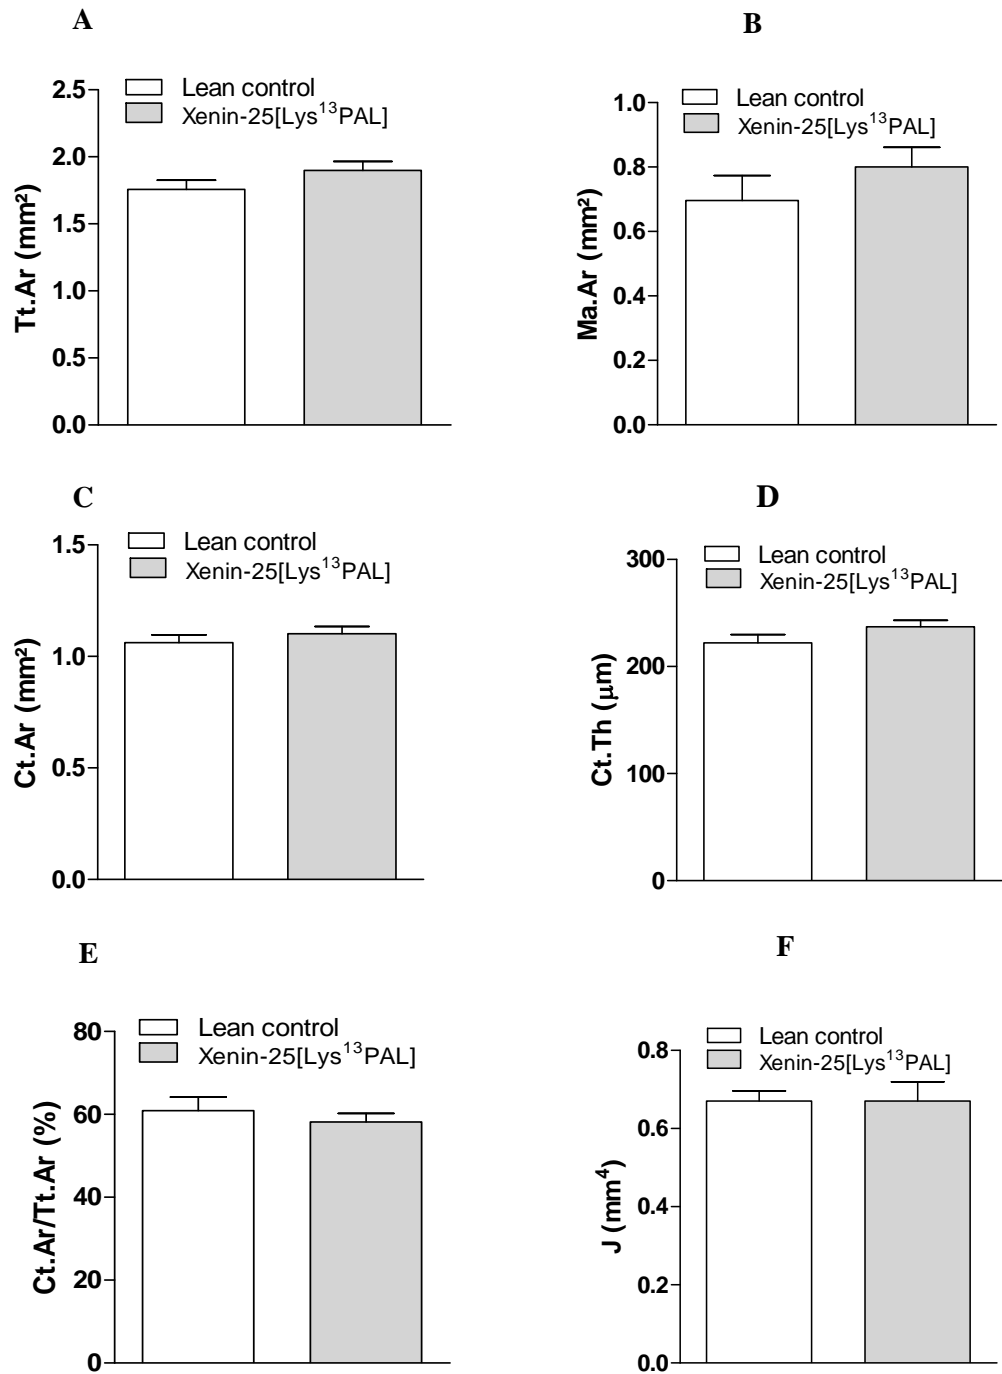 A
Lean control
Xenin-25[Lys¹³PAL]
2.5
2.0
1.5
1.0
0.5
0.0
Tt.Ar (mm²)
B
Lean control
Xenin-25[Lys¹³PAL]
1.0
0.8
0.6
0.4
0.2
0.0
Ma.Ar (mm²)
C
Lean control
Xenin-25[Lys¹³PAL]
1.5
1.0
0.5
0.0
Ct.Ar (mm²)
D
Lean control
Xenin-25[Lys¹³PAL]
300
200
100
0
Ct.Th (μm)
E
Lean control
Xenin-25[Lys¹³PAL]
80
60
40
20
0
Ct.Ar/Tt.Ar (%)
F
Lean control
Xenin-25[Lys¹³PAL]
0.8
0.6
0.4
0.2
0.0
J (mm⁴)